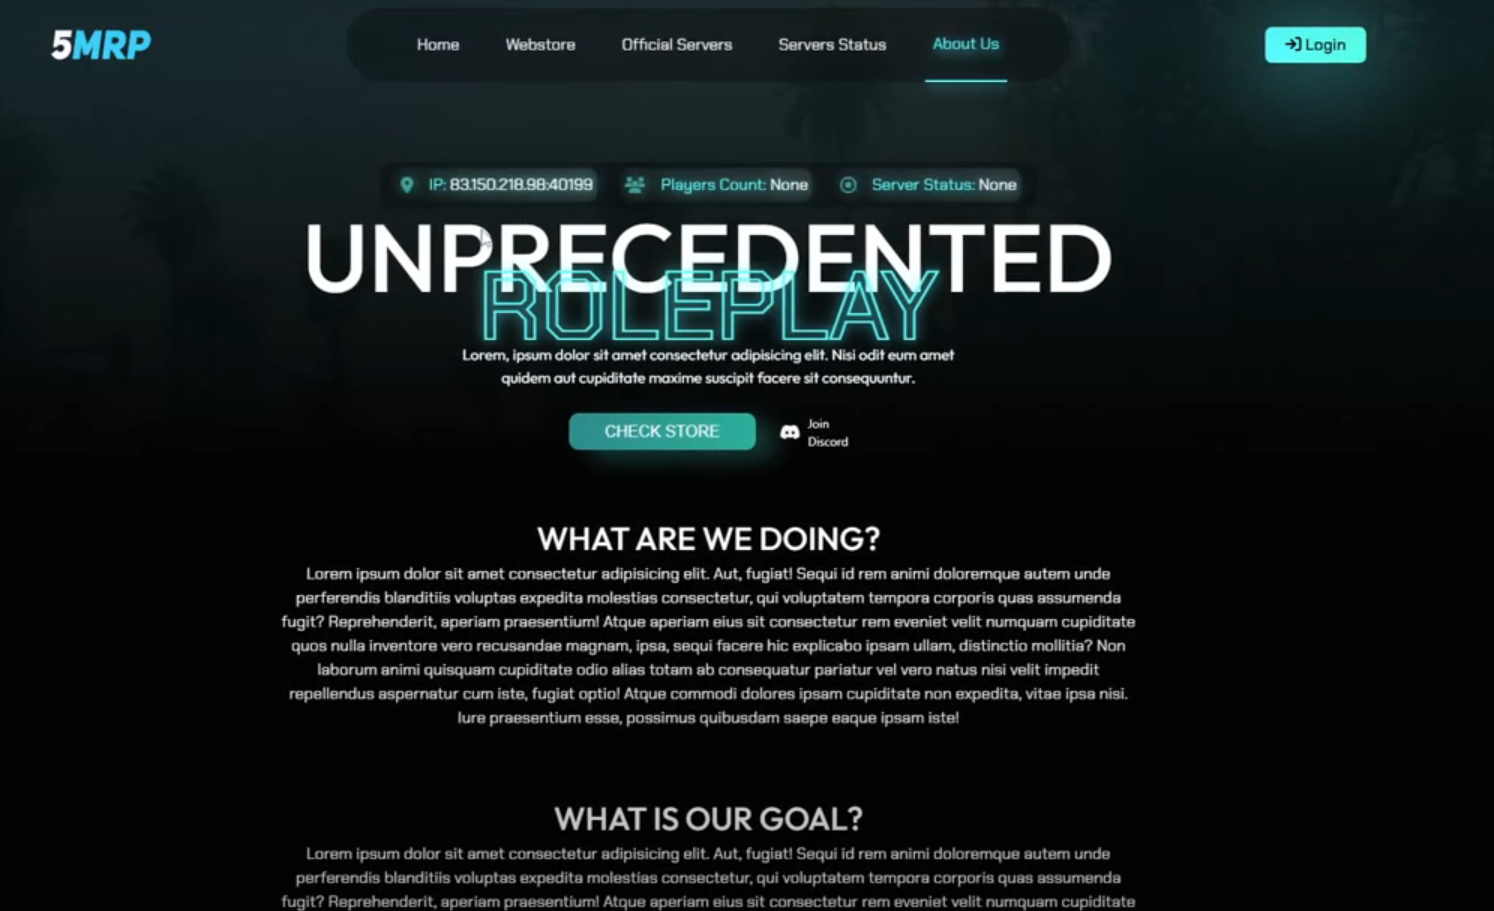 5MRP
Home Webstore Official Servers Servers Status About Us
Login
IP: 83.150.218.98:40199 Players Count: None Server Status: None
UNPRECEDENTED
ROLEPLAY
Lorem, ipsum dolor sit amet consectetur adipisicing elit. Nisi odit eum amet
quidem aut cupiditate maxime suscipit facere sit consequuntur.
CHECK STORE
Join
Discord
WHAT ARE WE DOING?
Lorem ipsum dolor sit amet consectetur adipisicing elit. Aut, fugiat! Sequi id rem animi doloremque autem unde
perferendis blanditiis voluptas expedita molestias consectetur, qui voluptatem tempora corporis quas assumenda
fugit? Reprehenderit, aperiam praesentium! Atque aperiam eius sit consectetur rem eveniet velit numquam cupiditate
quos nulla inventore vero recusandae magnam, ipsa, sequi facere hic explicabo ipsam ullam, distinctio mollitia? Non
laborum animi quisquam cupiditate odio alias totam ab consequatur pariatur vel vero natus nisi velit impedit
repellendus aspernatur cum iste, fugiat optio! Atque commodi dolores ipsam cupiditate non expedita, vitae ipsa nisi.
Iure praesentium esse, possimus quibusdam saepe eaque ipsam iste!
WHAT IS OUR GOAL?
Lorem ipsum dolor sit amet consectetur adipisicing elit. Aut, fugiat! Sequi id rem animi doloremque autem unde
perferendis blanditiis voluptas expedita molestias consectetur, qui voluptatem tempora corporis quas assumenda
fugit? Reprehenderit, aperiam praesentium! Atque aperiam eius sit consectetur rem eveniet velit numquam cupiditate